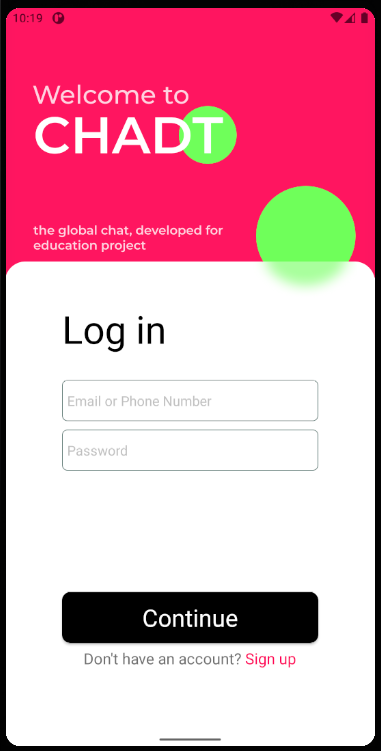 10:19
Welcome to
CHADT
the global chat, developed for
education project
Log in
Email or Phone Number
Password
Continue
Don't have an account? Sign up